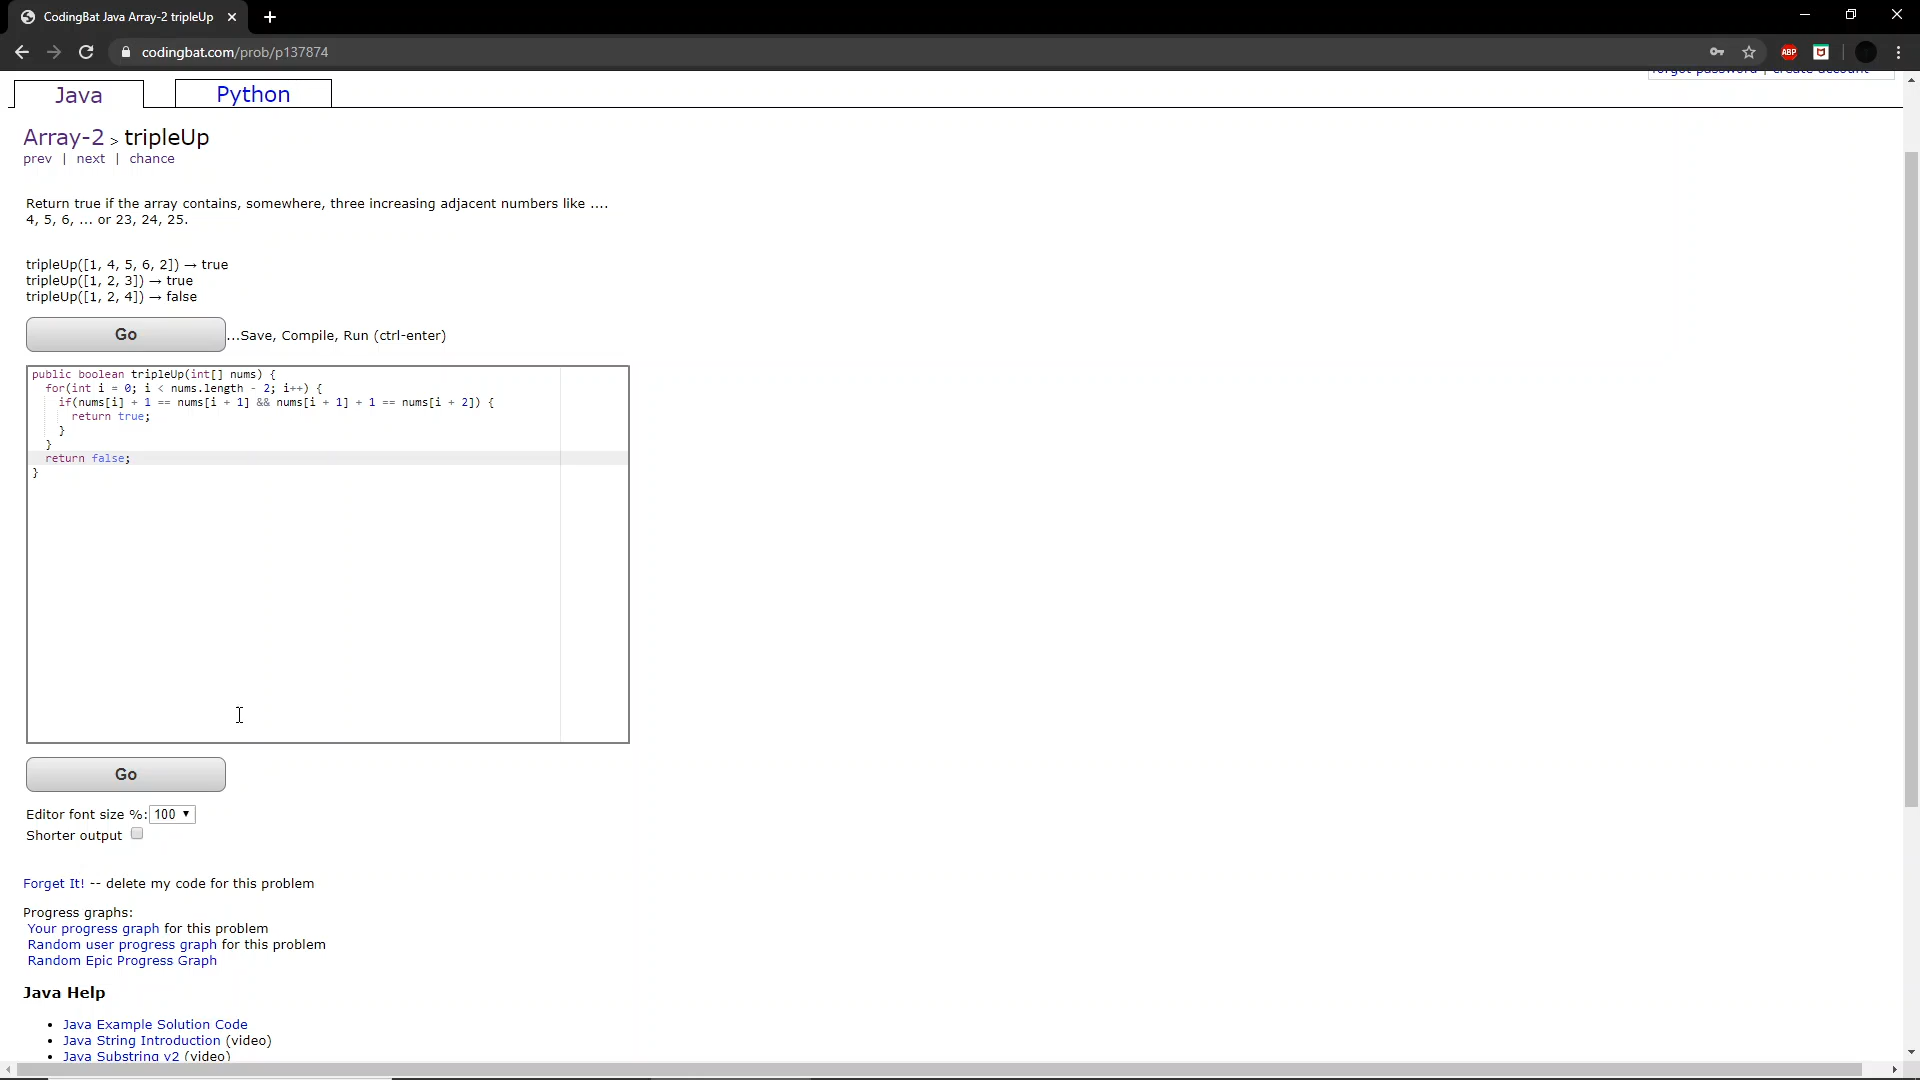 CodingBat Java Array-2 tripleUp
codingbat.com/prob/p137874
ABP
forgot password | create account
Java
Python
Array-2 > tripleUp
prev | next | chance
Return true if the array contains, somewhere, three increasing adjacent numbers like ....
4, 5, 6, ... or 23, 24, 25.
tripleUp([1, 4, 5, 6, 2]) → true
tripleUp([1, 2, 3]) → true
tripleUp([1, 2, 4]) → false
Go ...Save, Compile, Run (ctrl-enter)
public boolean tripleUp(int[] nums) {
for(int i = 0; i < nums.length - 2; i++) {
if(nums[i] + 1 == nums[i + 1] && nums[i + 1] + 1 == nums[i + 2]) {
return true;
}
}
return false;
}
Go
Editor font size %: 100
Shorter output
Forget It! -- delete my code for this problem
Progress graphs:
Your progress graph for this problem
Random user progress graph for this problem
Random Epic Progress Graph
Java Help
• Java Example Solution Code
• Java String Introduction (video)
• Java Substring v2 (video)